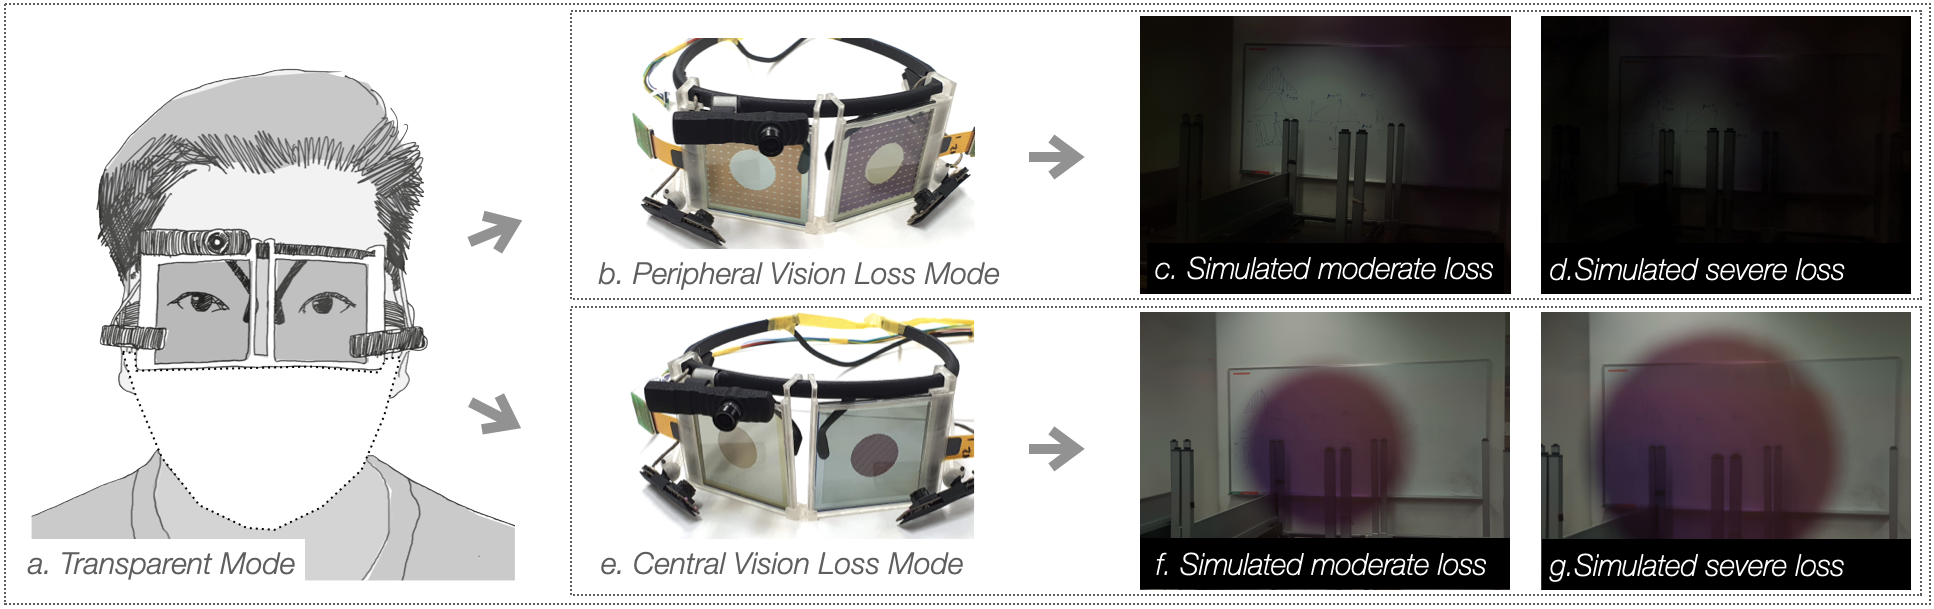 a. Transparent Mode
b. Peripheral Vision Loss Mode
c. Simulated moderate loss
d.Simulated severe loss
e. Central Vision Loss Mode
f. Simulated moderate loss
g.Simulated severe loss